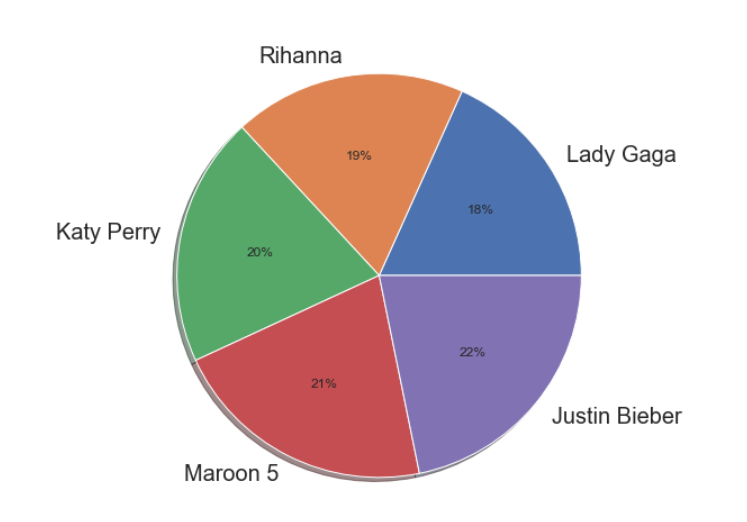 Rihanna
Lady Gaga
19%
18%
Katy Perry
20%
22%
21%
Justin Bieber
Maroon 5